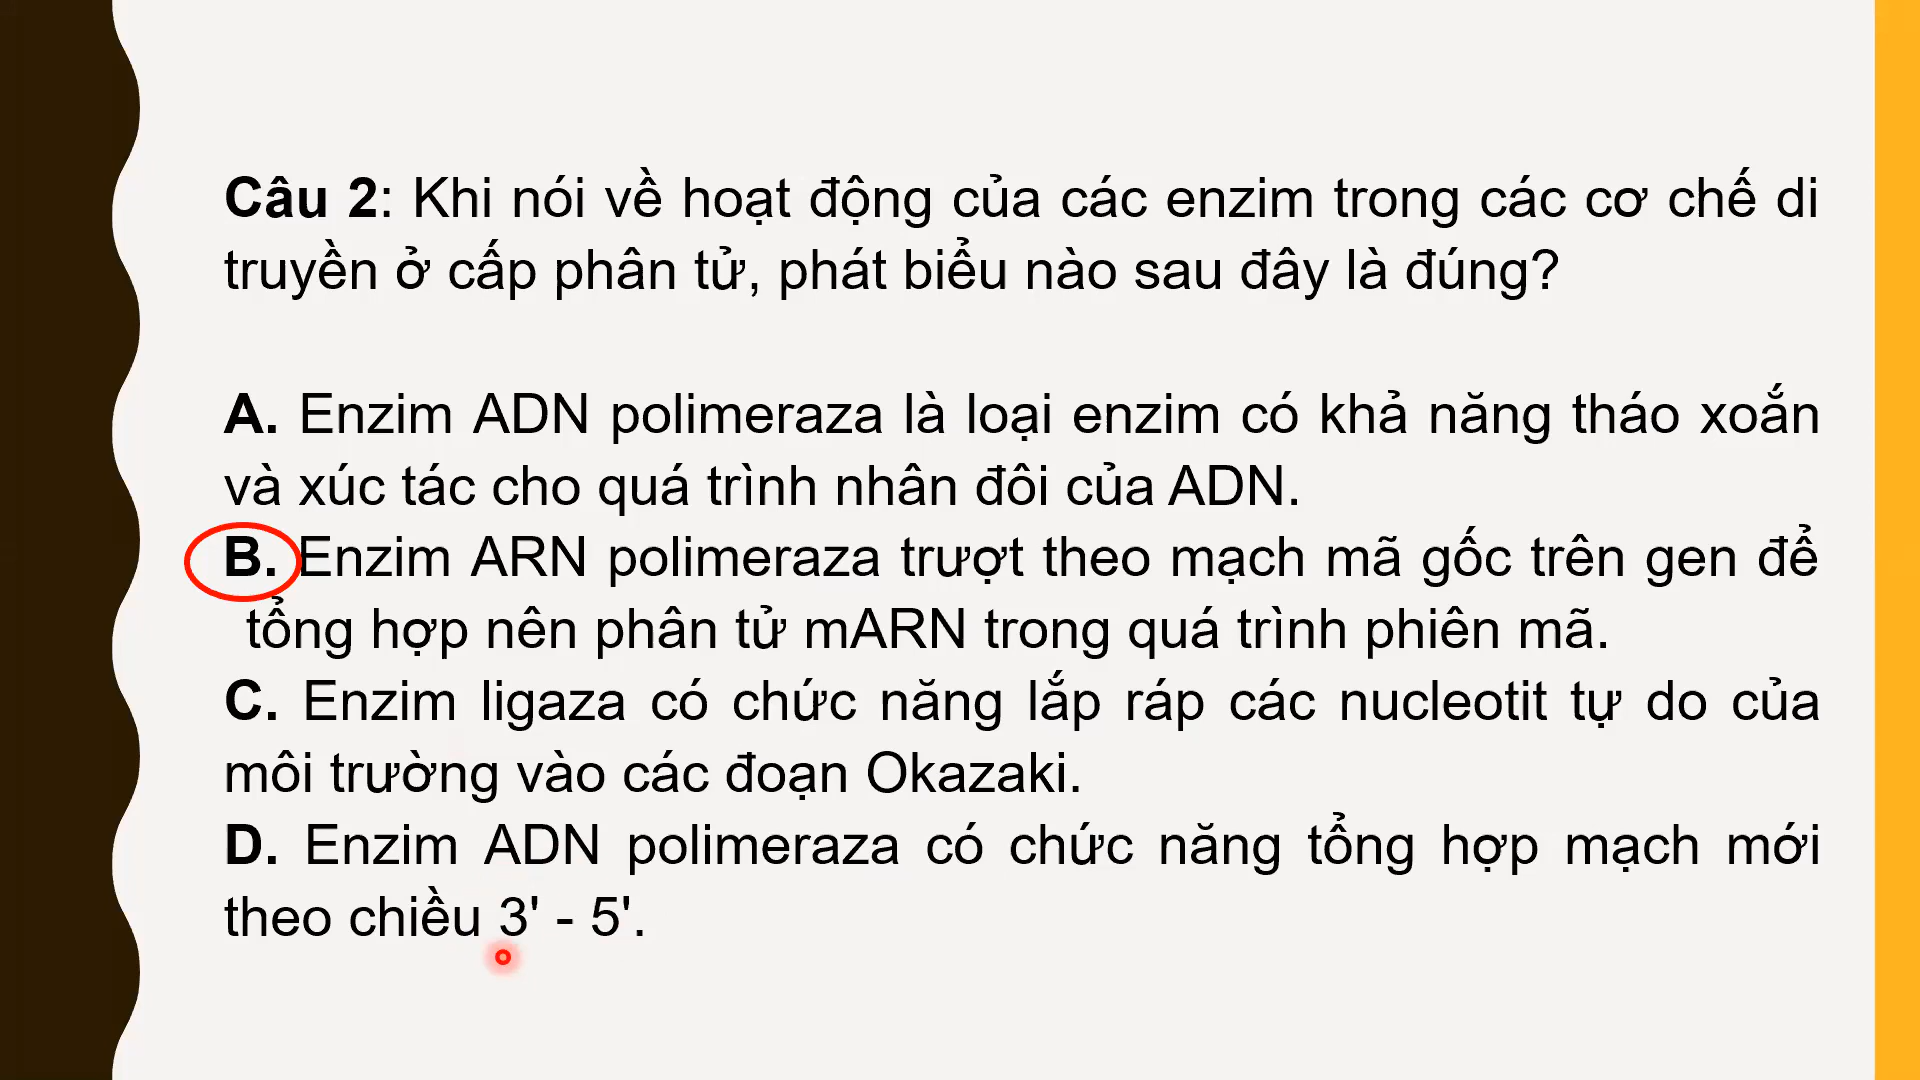 Câu 2: Khi nói về hoạt động của các enzim trong các cơ chế di
truyền ở cấp phân tử, phát biểu nào sau đây là đúng?
A. Enzim ADN polimeraza là loại enzim có khả năng tháo xoắn
và xúc tác cho quá trình nhân đôi của ADN.
B. Enzim ARN polimeraza trượt theo mạch mã gốc trên gen để
tổng hợp nên phân tử mARN trong quá trình phiên mã.
C. Enzim ligaza có chức năng lắp ráp các nucleotit tự do của
môi trường vào các đoạn Okazaki.
D. Enzim ADN polimeraza có chức năng tổng hợp mạch mới
theo chiều 3' - 5'.